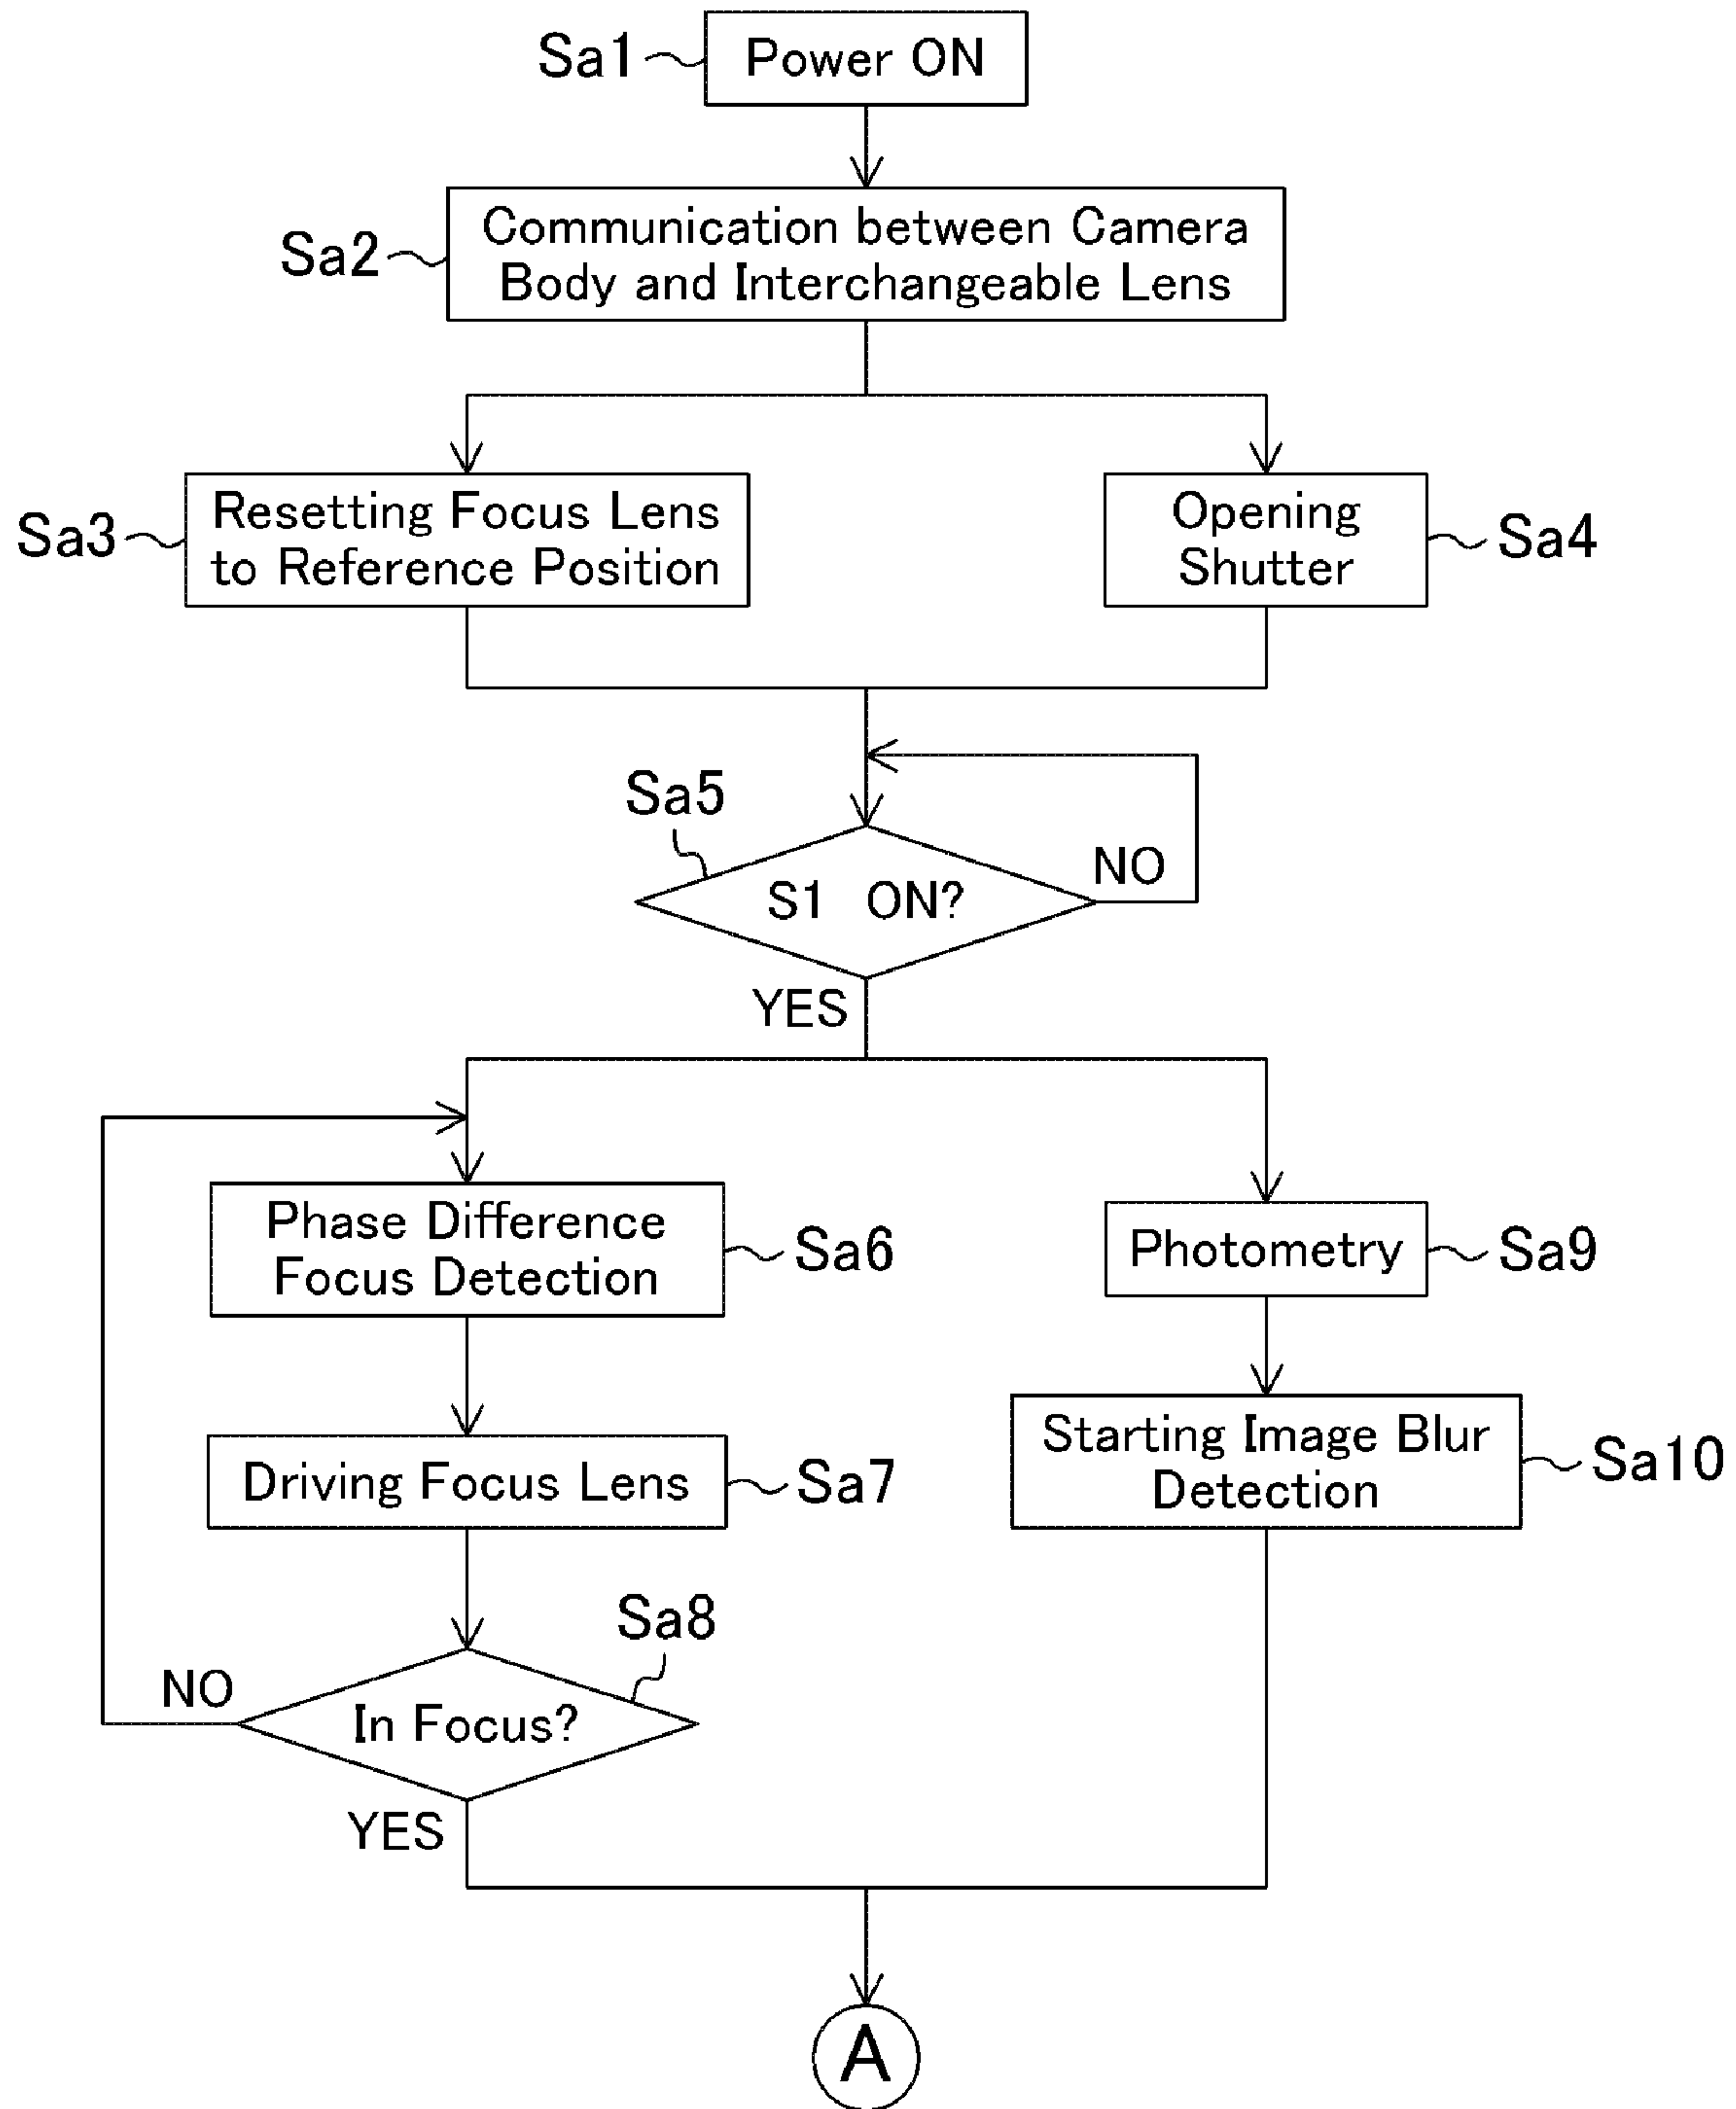 Sa1
Power ON
Sa2
Communication between Camera
Body and Interchangeable Lens
Sa3
Resetting Focus Lens
to Reference Position
Opening
Shutter
Sa4
Sa5
S1 ON?
NO
YES
Phase Difference
Focus Detection
Sa6
Photometry
Sa9
Driving Focus Lens
Sa7
Starting Image Blur
Detection
Sa10
Sa8
In Focus?
NO
YES
A